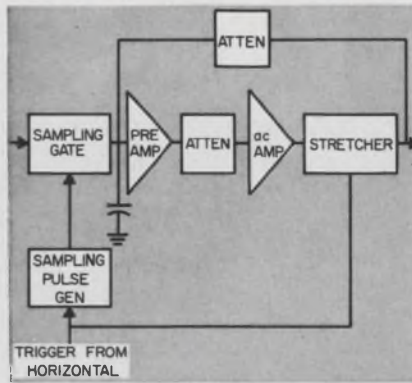 ATTEN
SAMPLING
GATE
PRE
AMP
ATTEN
ac
AMP
STRETCHER
SAMPLING
PULSE
GEN
TRIGGER FROM
HORIZONTAL